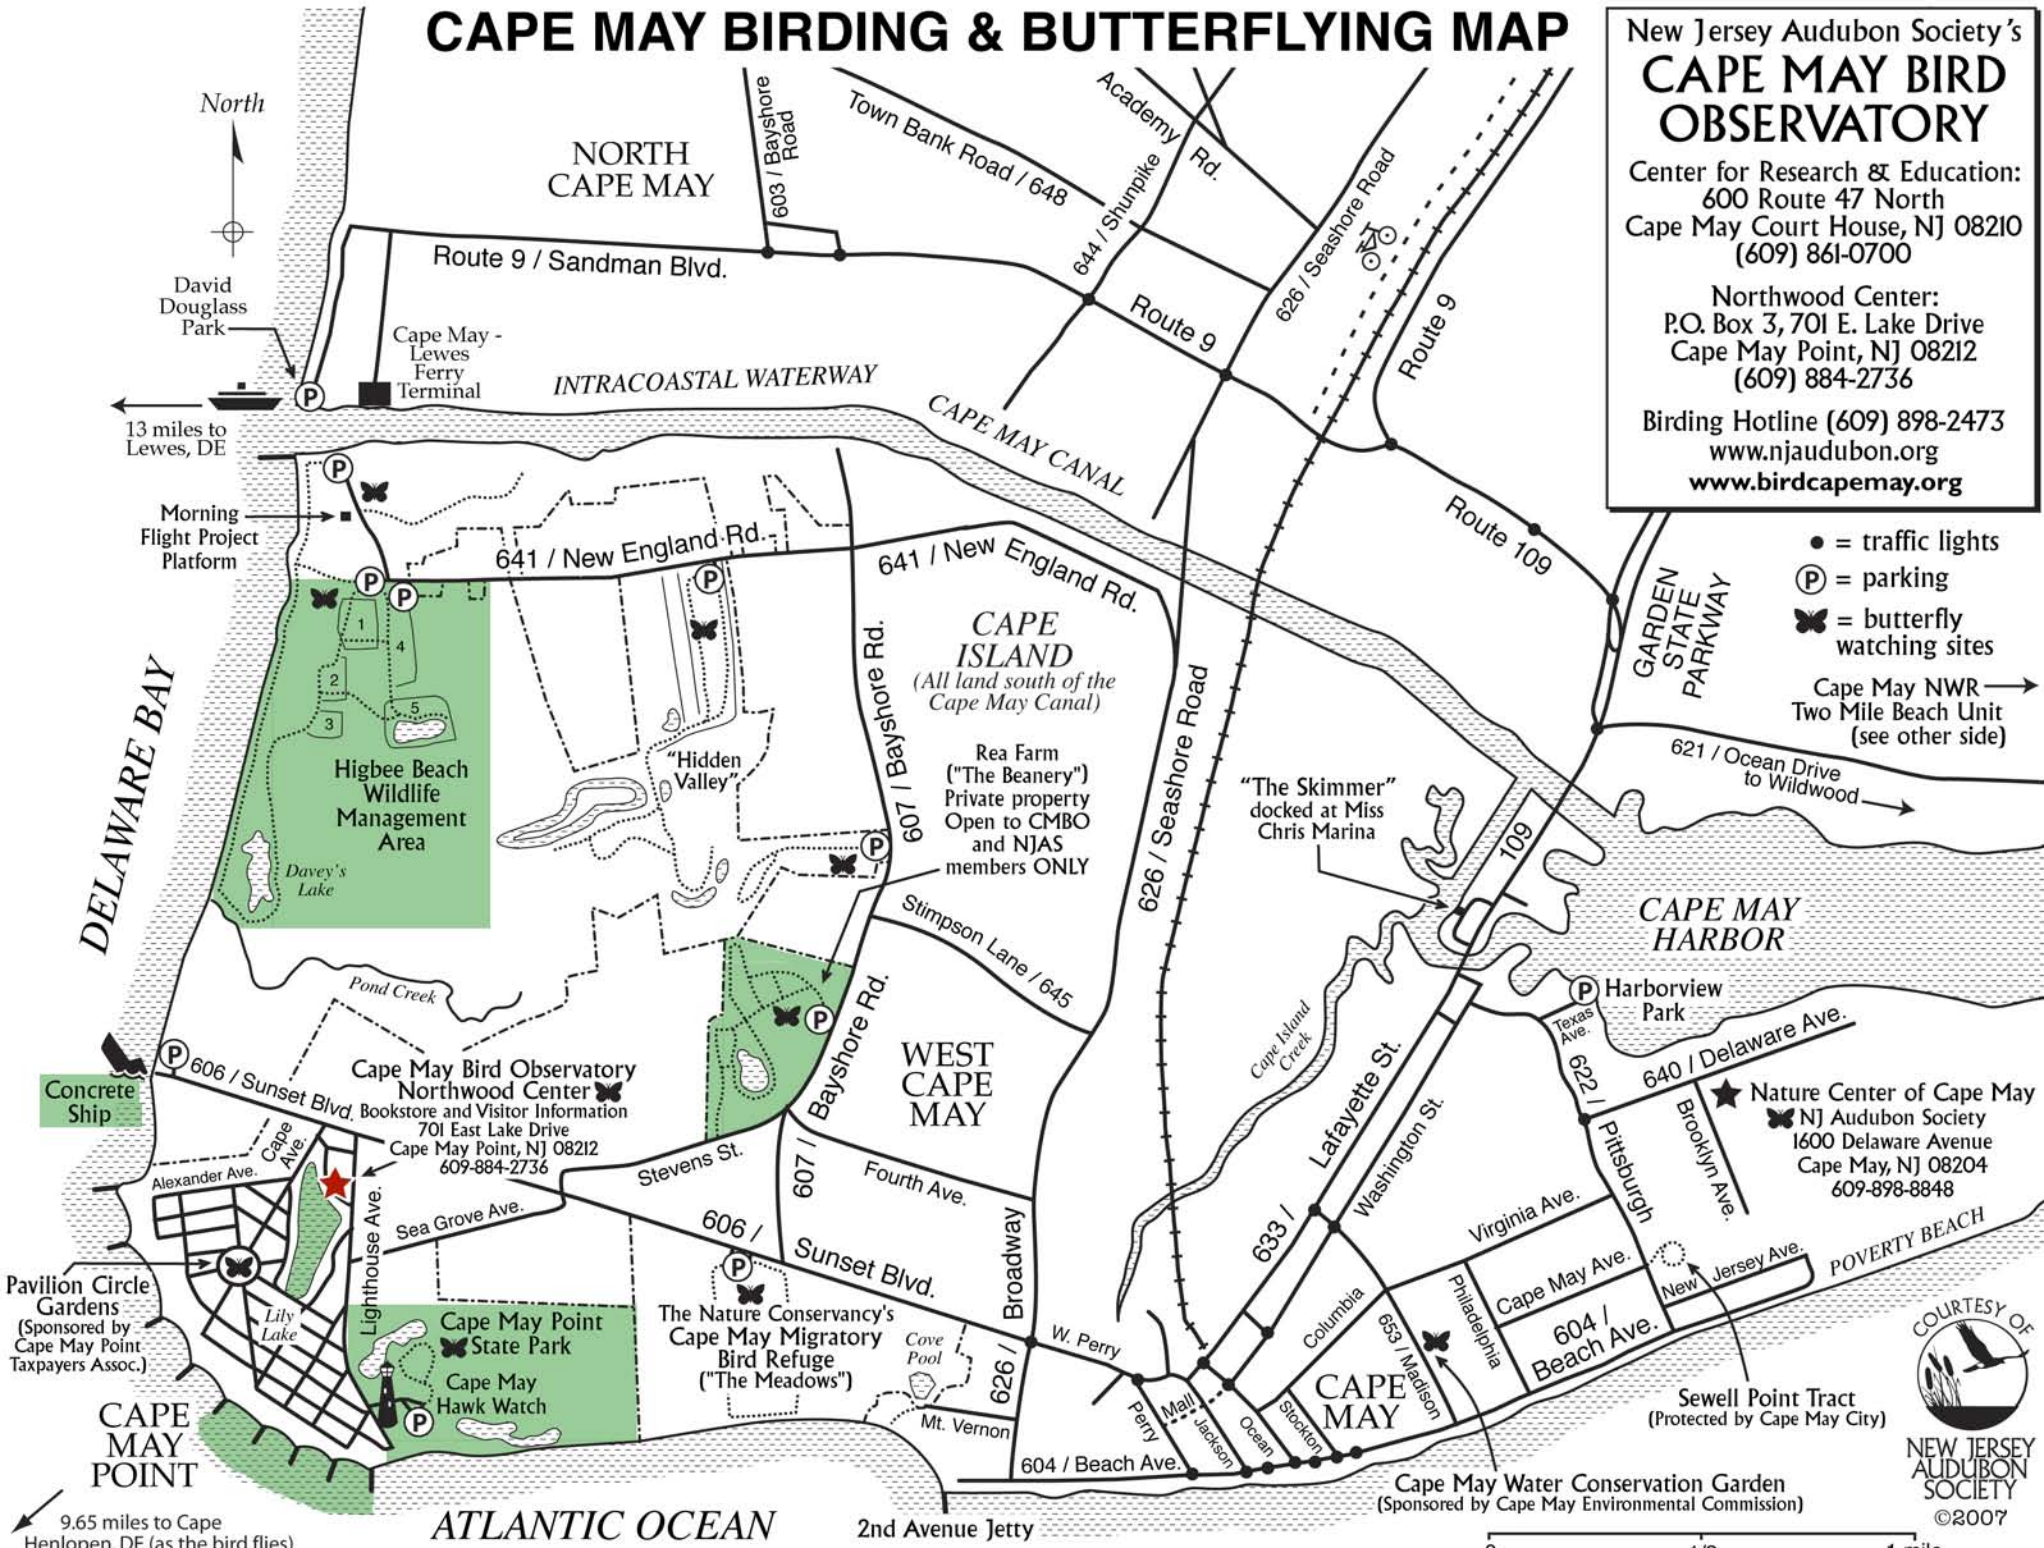 CAPE MAY BIRDING & BUTTERFLYING MAP
New Jersey Audubon Society's
CAPE MAY BIRD
OBSERVATORY
Center for Research & Education:
600 Route 47 North
Cape May Court House, NJ 08210
(609) 861-0700
Northwood Center:
P.O. Box 3, 701 E. Lake Drive
Cape May Point, NJ 08212
(609) 884-2736
Birding Hotline (609) 898-2473
www.njaudubon.org
www.birdcapemay.org
= traffic lights
P = parking
= butterfly
watching sites
Cape May NWR
Two Mile Beach Unit
(see other side)
North
NORTH
CAPE MAY
603 / Bayshore
Road
Town Bank Road / 648
Academy
Rd.
644 / Shunpike
626 / Seashore Road
Route 9
Route 9 / Sandman Blvd.
Route 9
David
Douglass
Park
P
Cape May -
Lewes
Ferry
Terminal
INTRACOASTAL WATERWAY
CAPE MAY CANAL
13 miles to
Lewes, DE
P
Morning
Flight Project
Platform
641 / New England Rd.
641 / New England Rd.
Route 109
GARDEN
STATE
PARKWAY
P
P
P
1
4
2
3
5
CAPE
ISLAND
(All land south of the
Cape May Canal)
607 / Bayshore Rd.
626 / Seashore Road
621 / Ocean Drive
to Wildwood
DELAWARE BAY
Higbee Beach
Wildlife
Management
Area
Davey's
Lake
"Hidden
Valley"
Rea Farm
("The Beanery")
Private property
Open to CMBO
and NJAS
members ONLY
"The Skimmer"
docked at Miss
Chris Marina
109
P
Stimpson Lane / 645
CAPE MAY
HARBOR
Pond Creek
P
Bayshore Rd.
WEST
CAPE
MAY
Cape Island
Creek
P
Harborview
Park
Texas
Ave.
622 /
Pittsburgh
640 / Delaware Ave.
Brooklyn Ave.
Nature Center of Cape May
NJ Audubon Society
1600 Delaware Avenue
Cape May, NJ 08204
609-898-8848
Concrete
Ship
P
606 / Sunset Blvd.
Cape May Bird Observatory
Northwood Center
Bookstore and Visitor Information
701 East Lake Drive
Cape May Point, NJ 08212
609-884-2736
Cape
Ave.
Alexander Ave.
Lighthouse Ave.
Sea Grove Ave.
Stevens St.
607 /
Fourth Ave.
606 /
Sunset Blvd.
Broadway
633 /
Lafayette St.
Washington St.
Virginia Ave.
Cape May Ave.
New Jersey Ave.
POVERTY BEACH
Pavilion Circle
Gardens
(Sponsored by
Cape May Point
Taxpayers Assoc.)
Lily
Lake
Cape May Point
State Park
Cape May
Hawk Watch
P
P
The Nature Conservancy's
Cape May Migratory
Bird Refuge
("The Meadows")
Cove
Pool
626 /
W. Perry
Mt. Vernon
604 / Beach Ave.
Perry
Mall
Jackson
Ocean
Stockton
Columbia
653 / Madison
Philadelphia
604 /
Beach Ave.
CAPE
MAY
Sewell Point Tract
(Protected by Cape May City)
Cape May Water Conservation Garden
(Sponsored by Cape May Environmental Commission)
CAPE
MAY
POINT
9.65 miles to Cape
Henlopen, DE (as the bird flies)
ATLANTIC OCEAN
2nd Avenue Jetty
COURTESY OF
NEW JERSEY
AUDUBON
SOCIETY
©2007
0 1/2 1 mile